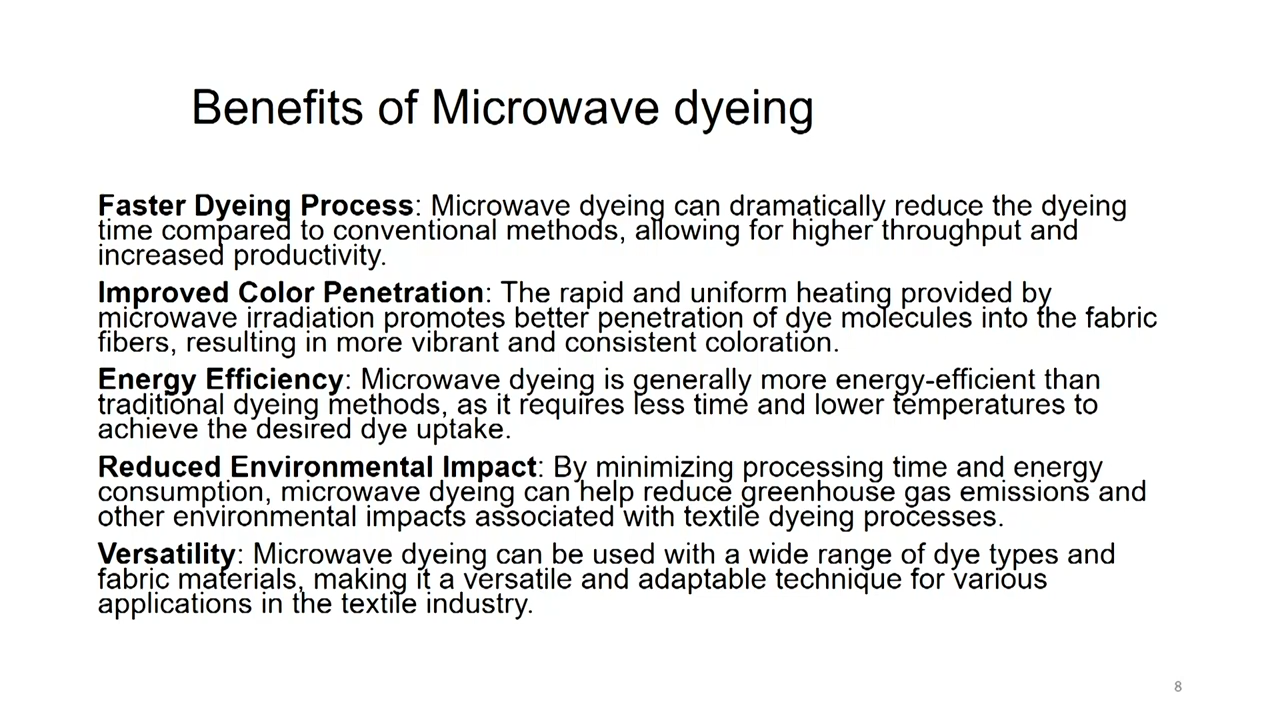 Benefits of Microwave dyeing
Faster Dyeing Process: Microwave dyeing can dramatically reduce the dyeing
time compared to conventional methods, allowing for higher throughput and
increased productivity.
Improved Color Penetration: The rapid and uniform heating provided by
microwave irradiation promotes better penetration of dye molecules into the fabric
fibers, resulting in more vibrant and consistent coloration.
Energy Efficiency: Microwave dyeing is generally more energy-efficient than
traditional dyeing methods, as it requires less time and lower temperatures to
achieve the desired dye uptake.
Reduced Environmental Impact: By minimizing processing time and energy
consumption, microwave dyeing can help reduce greenhouse gas emissions and
other environmental impacts associated with textile dyeing processes.
Versatility: Microwave dyeing can be used with a wide range of dye types and
fabric materials, making it a versatile and adaptable technique for various
applications in the textile industry.
8